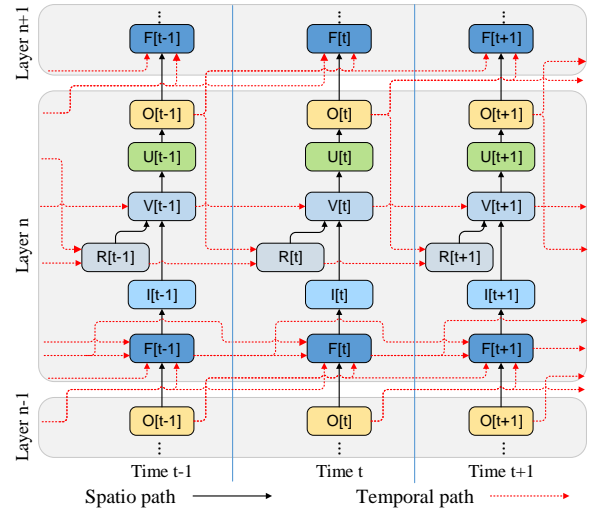 Layer n+1
...
...
...
F[t-1]
F[t]
F[t+1]
Layer n
O[t-1]
O[t]
O[t+1]
U[t-1]
U[t]
U[t+1]
V[t-1]
V[t]
V[t+1]
R[t-1]
R[t]
R[t+1]
I[t-1]
I[t]
I[t+1]
F[t-1]
F[t]
F[t+1]
Layer n-1
O[t-1]
O[t]
O[t+1]
...
...
...
Time t-1
Time t
Time t+1
Spatio path
Temporal path